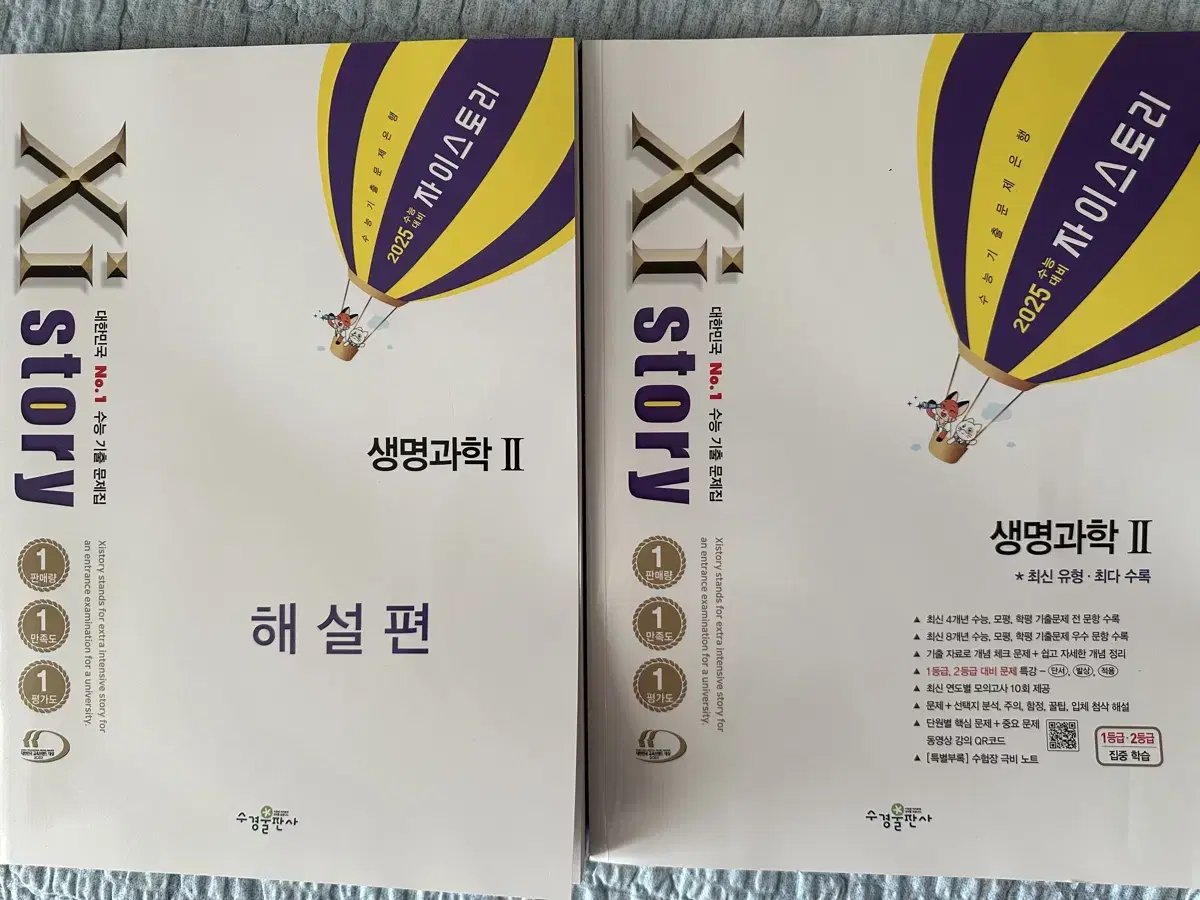 Xi
story
대한민국 No.1 수능 기출 문제집
Xistory stands for extra intensive story for
an entrance examination for a university.
수능 기출 문제 은행
2025 수능 대비 자이스토리
생명과학 Ⅱ
해설편
1 판매량
1 만족도
1 평가도
수경출판사
Xi
story
대한민국 No.1 수능 기출 문제집
Xistory stands for extra intensive story for
an entrance examination for a university.
수능 기출 문제 은행
2025 수능 대비 자이스토리
생명과학 Ⅱ
* 최신 유형 · 최다 수록
▲ 최신 4개년 수능, 모평, 학평 기출문제 전 문항 수록
▲ 최신 8개년 수능, 모평, 학평 기출문제 우수 문항 수록
▲ 기출 자료로 개념 체크 문제 + 쉽고 자세한 개념 정리
▲ 1등급, 2등급 대비 문제 특강 – 단서, 발상, 적용
▲ 최신 연도별 모의고사 10회 제공
▲ 문제 + 선택지 분석, 주의, 함정, 꿀팁, 입체 첨삭 해설
▲ 단원별 핵심 문제 + 중요 문제
동영상 강의 QR코드
▲ [특별부록] 수험장 극비 노트
1등급 · 2등급
집중 학습
1 판매량
1 만족도
1 평가도
수경출판사